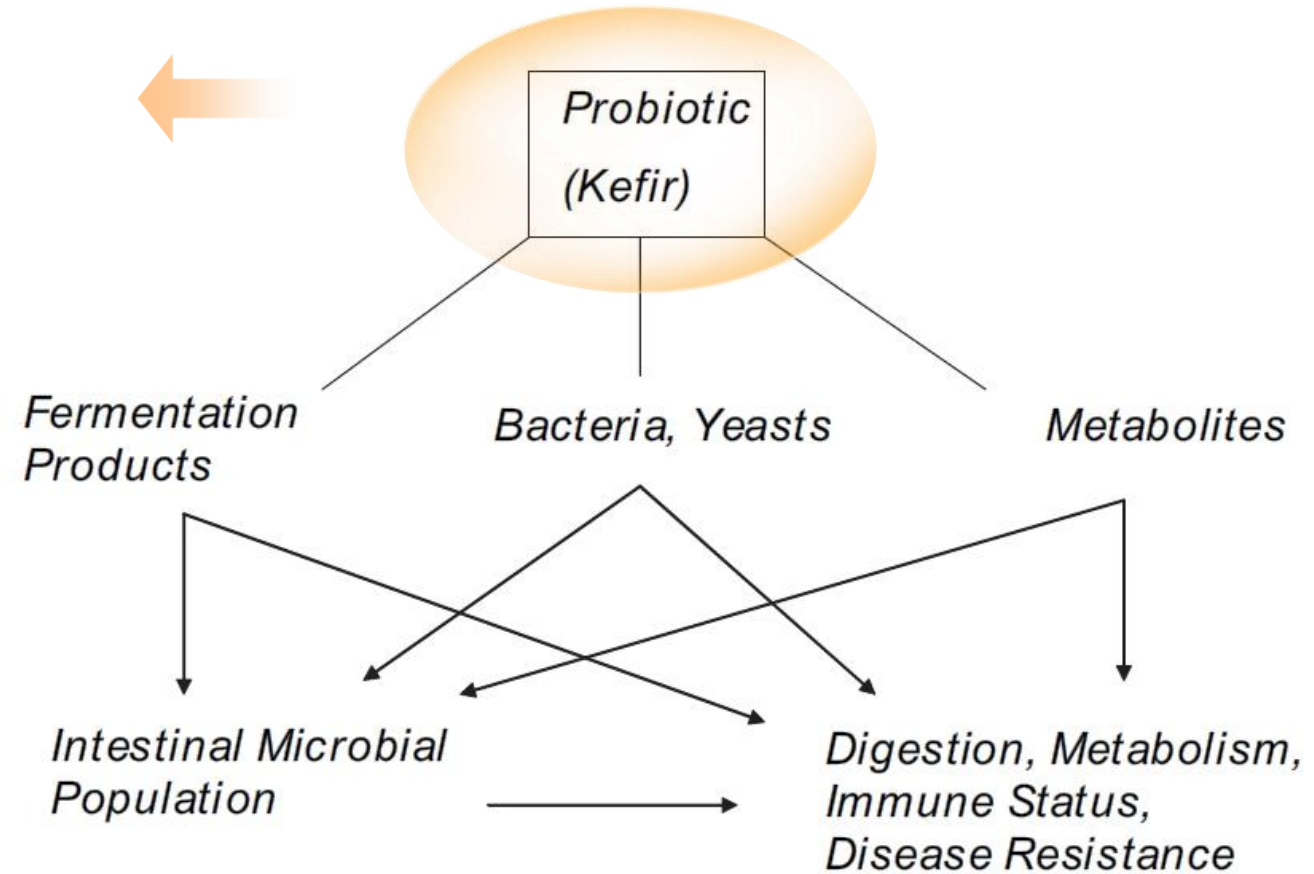 Probiotic
(Kefir)
Fermentation
Products
Bacteria, Yeasts
Metabolites
Intestinal Microbial
Population
Digestion, Metabolism,
Immune Status,
Disease Resistance